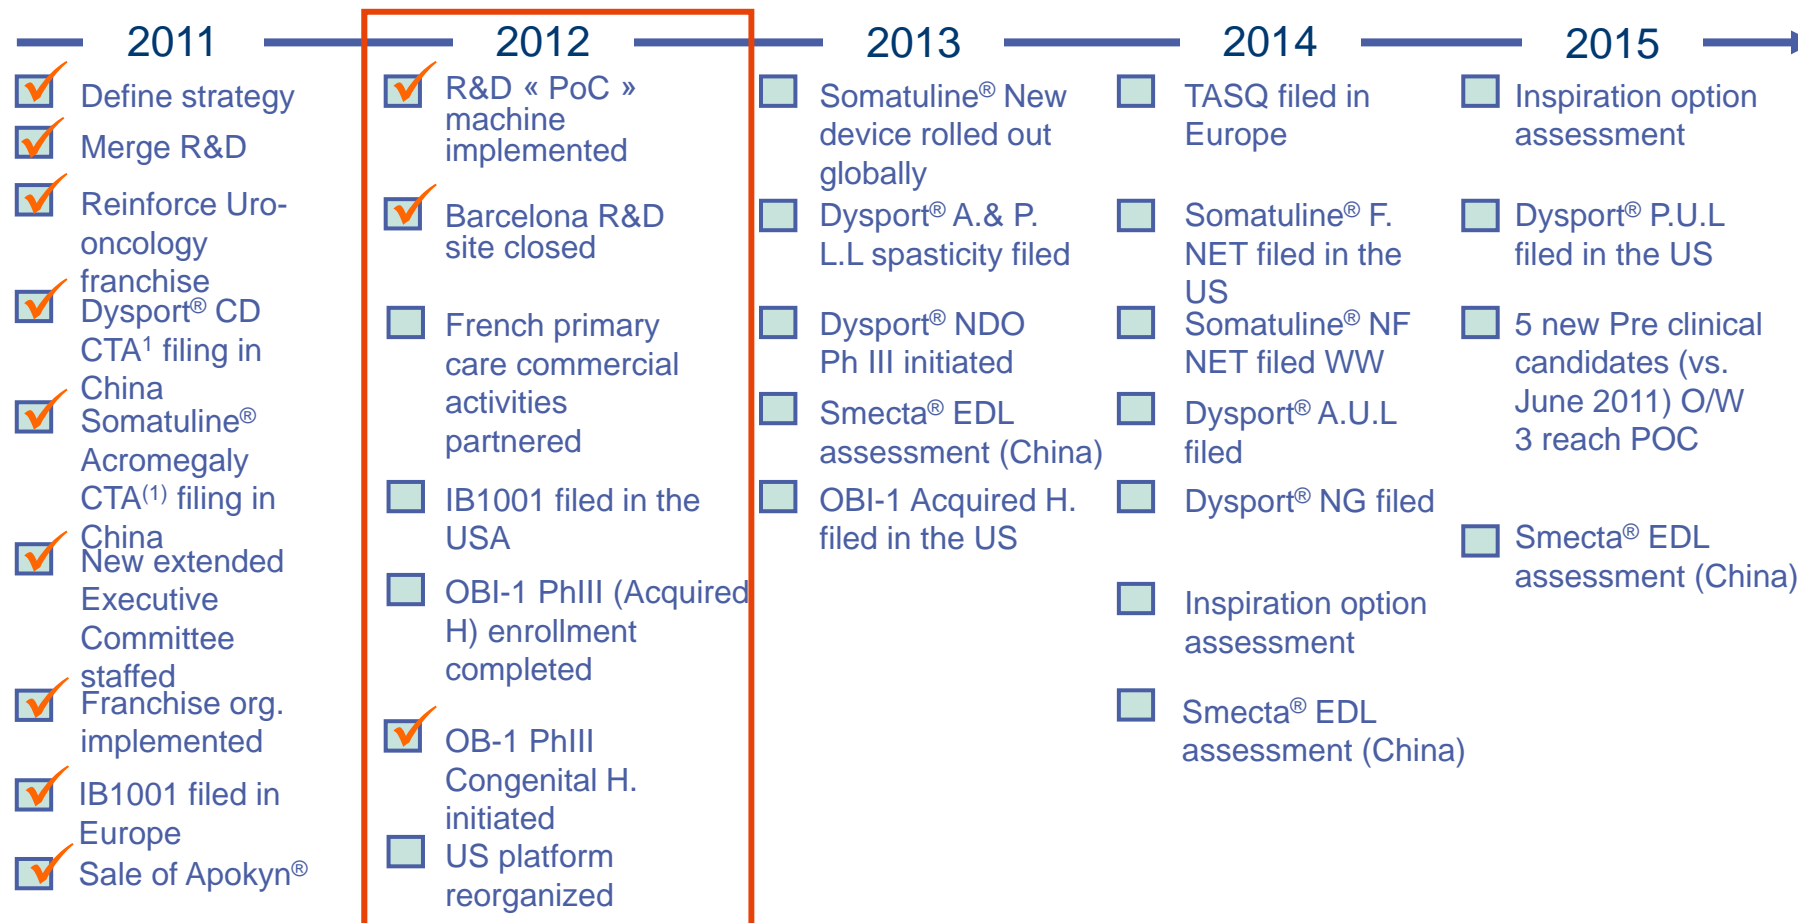 2011
2012
2013
2014
2015
Define strategy
Merge R&D
Reinforce Uro-
oncology
franchise
Dysport® CD
CTA¹ filing in
China
Somatuline®
Acromegaly
CTA⁽¹⁾ filing in
China
New extended
Executive
Committee
staffed
Franchise org.
implemented
IB1001 filed in
Europe
Sale of Apokyn®
R&D « PoC »
machine
implemented
Barcelona R&D
site closed
French primary
care commercial
activities
partnered
IB1001 filed in the
USA
OBI-1 PhIII (Acquired
H) enrollment
completed
OB-1 PhIII
Congenital H.
initiated
US platform
reorganized
Somatuline® New
device rolled out
globally
Dysport® A.& P.
L.L spasticity filed
Dysport® NDO
Ph III initiated
Smecta® EDL
assessment (China)
OBI-1 Acquired H.
filed in the US
TASQ filed in
Europe
Somatuline® F.
NET filed in the
US
Somatuline® NF
NET filed WW
Dysport® A.U.L
filed
Dysport® NG filed
Inspiration option
assessment
Smecta® EDL
assessment (China)
Inspiration option
assessment
Dysport® P.U.L
filed in the US
5 new Pre clinical
candidates (vs.
June 2011) O/W
3 reach POC
Smecta® EDL
assessment (China)